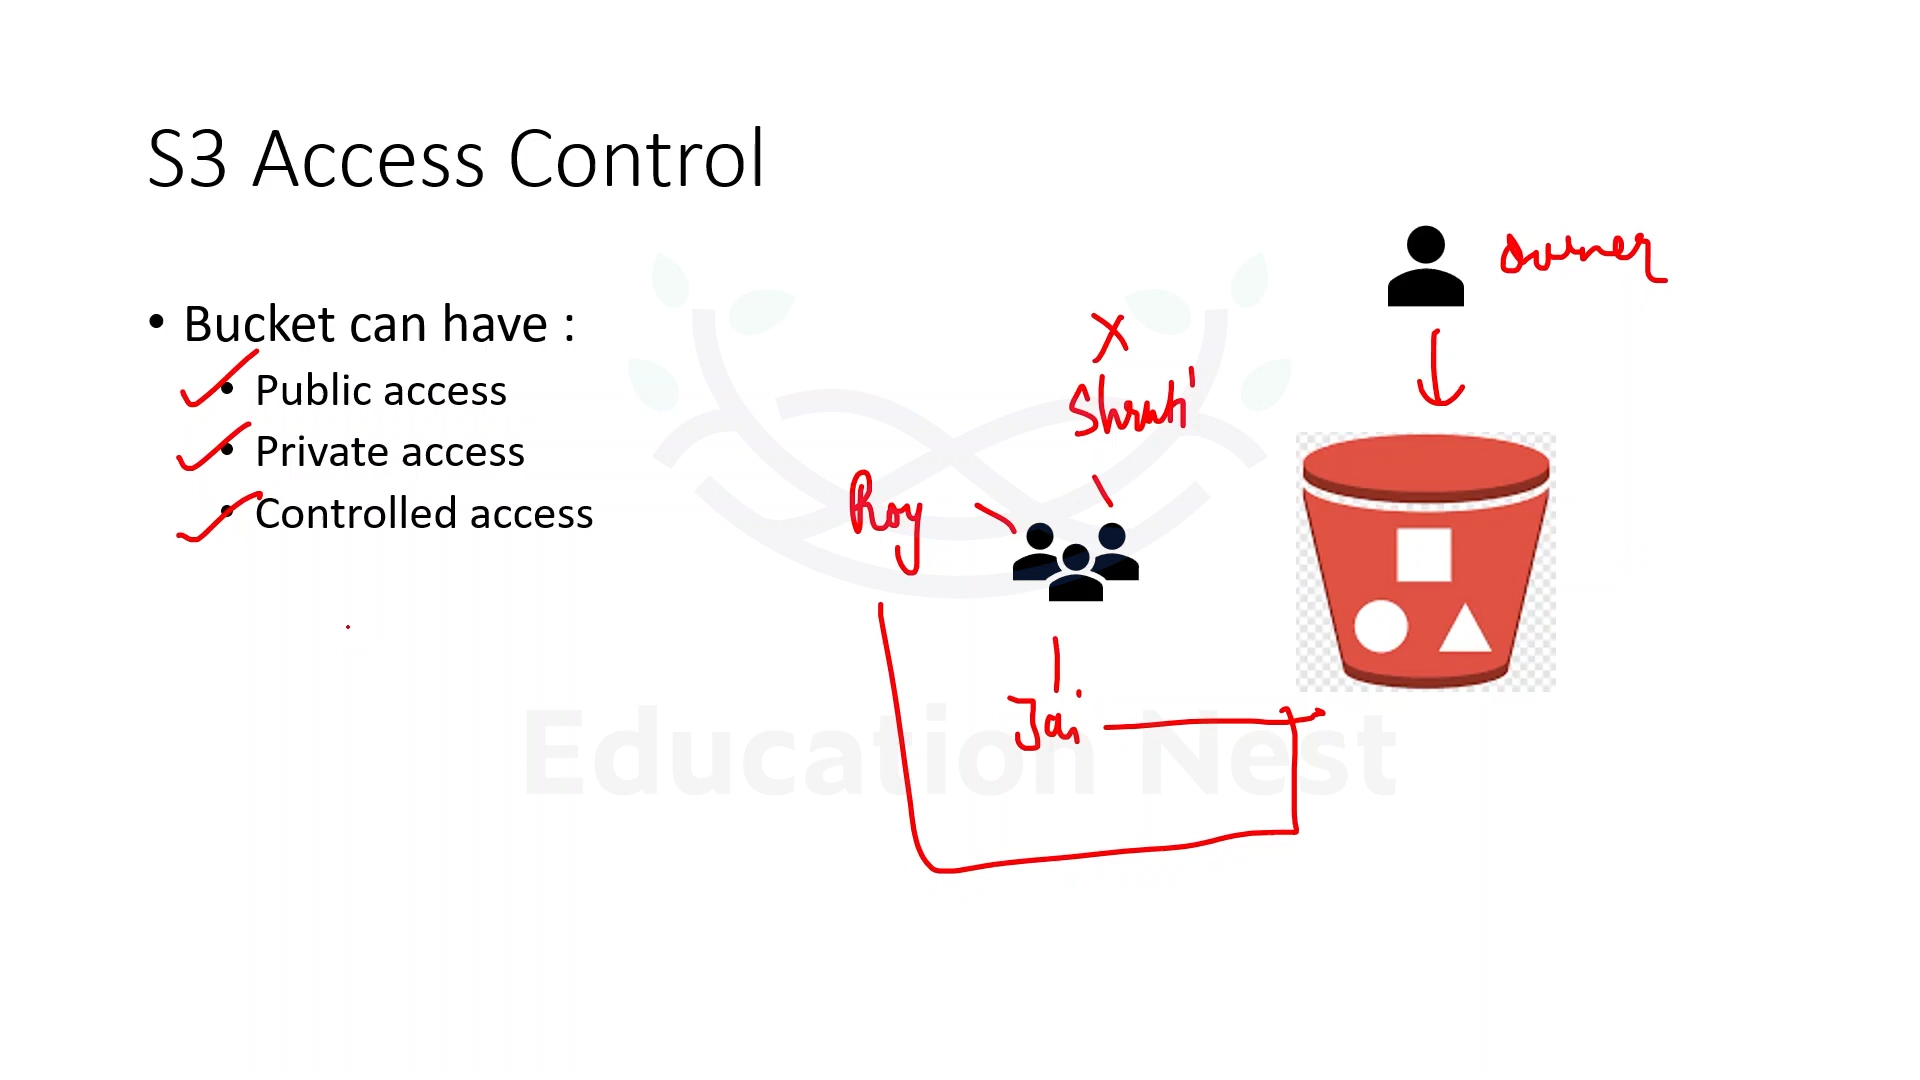 S3 Access Control
• Bucket can have :
• Public access
• Private access
• Controlled access
Owner
X
Shruti
Roy
Jai
Education Nest